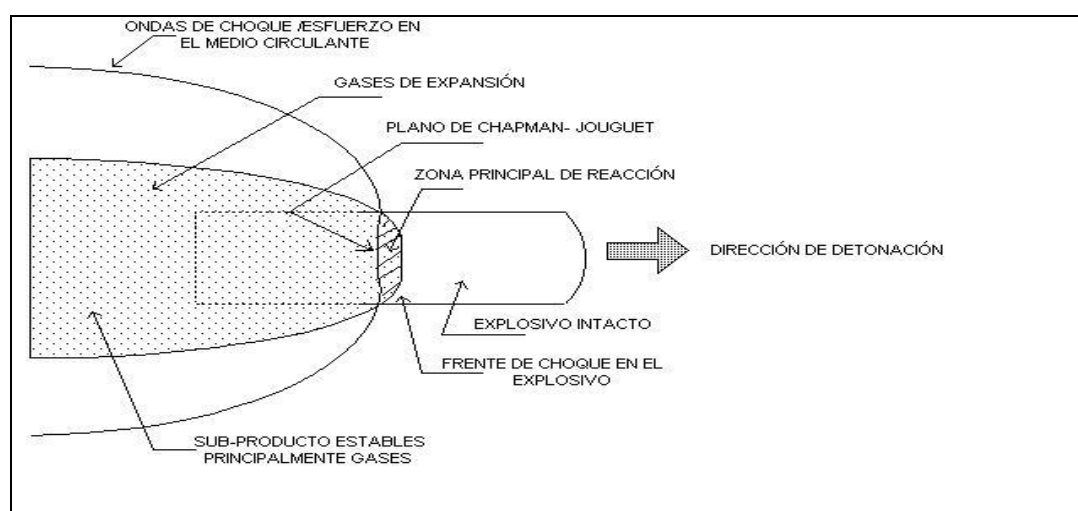 ONDAS DE CHOQUE /ESFUERZO EN
EL MEDIO CIRCULANTE
GASES DE EXPANSIÓN
PLANO DE CHAPMAN- JOUGUET
ZONA PRINCIPAL DE REACCIÓN
DIRECCIÓN DE DETONACIÓN
EXPLOSIVO INTACTO
FRENTE DE CHOQUE EN EL
EXPLOSIVO
SUB-PRODUCTO ESTABLES
PRINCIPALMENTE GASES